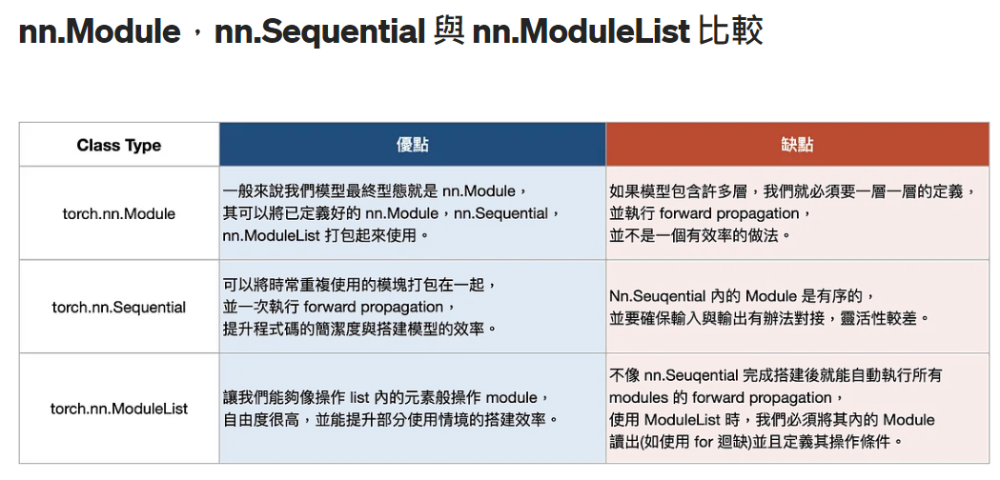 nn.Module，nn.Sequential 與 nn.ModuleList 比較
Class Type
優點
缺點
torch.nn.Module
一般來說我們模型最終型態就是 nn.Module，
其可以將已定義好的 nn.Module，nn.Sequential，
nn.ModuleList 打包起來使用。
如果模型包含許多層，我們就必須要一層一層的定義，
並執行 forward propagation，
並不是一個有效率的做法。
torch.nn.Sequential
可以將時常重複使用的模塊打包在一起，
並一次執行 forward propagation，
提升程式碼的簡潔度與搭建模型的效率。
Nn.Seuqential 內的 Module 是有序的，
並要確保輸入與輸出有辦法對接，靈活性較差。
torch.nn.ModuleList
讓我們能夠像操作 list 內的元素般操作 module，
自由度很高，並能提升部分使用情境的搭建效率。
不像 nn.Seuqential 完成搭建後就能自動執行所有
modules 的 forward propagation，
使用 ModuleList 時，我們必須將其內的 Module
讀出(如使用 for 迴缺)並且定義其操作條件。